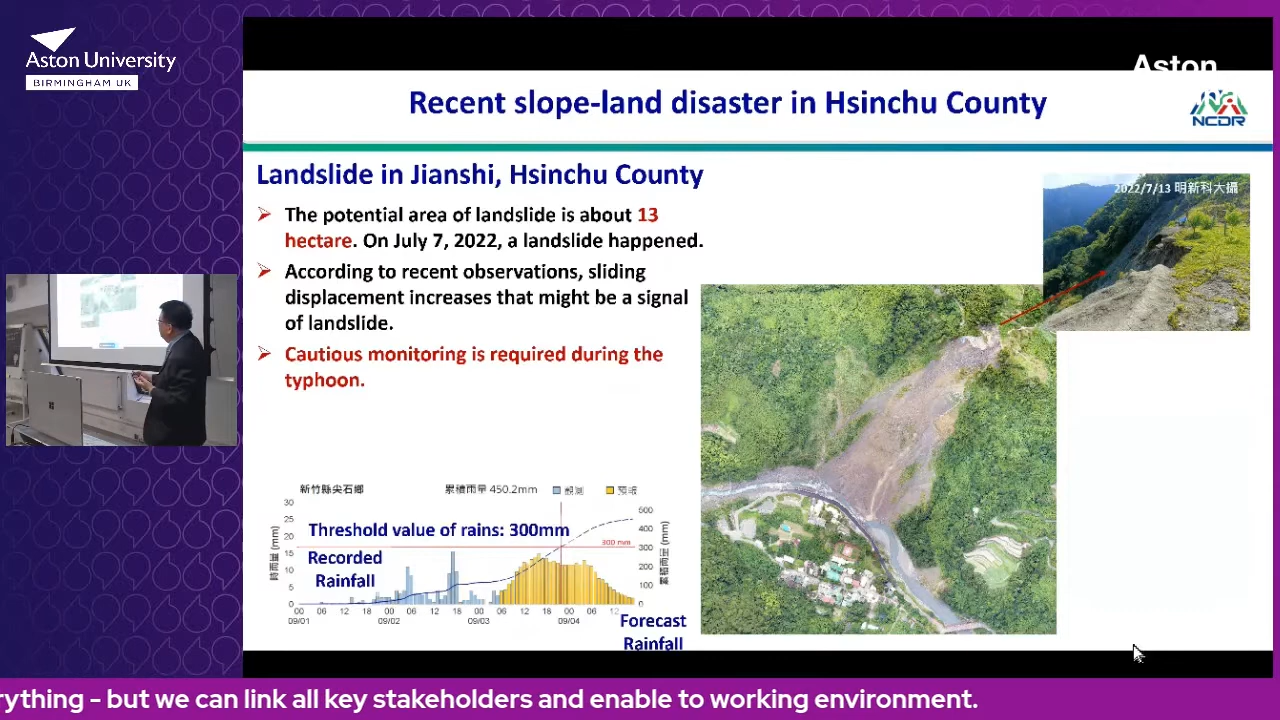 Aston University
BIRMINGHAM UK
Aston
Recent slope-land disaster in Hsinchu County
NCDR
Landslide in Jianshi, Hsinchu County
The potential area of landslide is about 13
hectare. On July 7, 2022, a landslide happened.
According to recent observations, sliding
displacement increases that might be a signal
of landslide.
Cautious monitoring is required during the
typhoon.
2022/7/13 明新科大攝
新竹縣尖石鄉 累積雨量 450.2mm 觀測 預報
Threshold value of rains: 300mm
300 mm
Recorded
Rainfall
時雨量 (mm)
30
25
20
15
10
5
0
500
400
300
200
100
0
累積雨量 (mm)
00 06 12 18 00 06 12 18 00 06 12 18 00 06 12
09/01 09/02 09/03 09/04
Forecast
Rainfall
rything - but we can link all key stakeholders and enable to working environment.